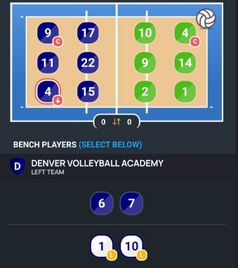 9 C 17 10 4 C
11 22 9 14
4 15 2 1
0 0
BENCH PLAYERS (SELECT BELOW)
D DENVER VOLLEYBALL ACADEMY
LEFT TEAM
6 7
1 L 10 L